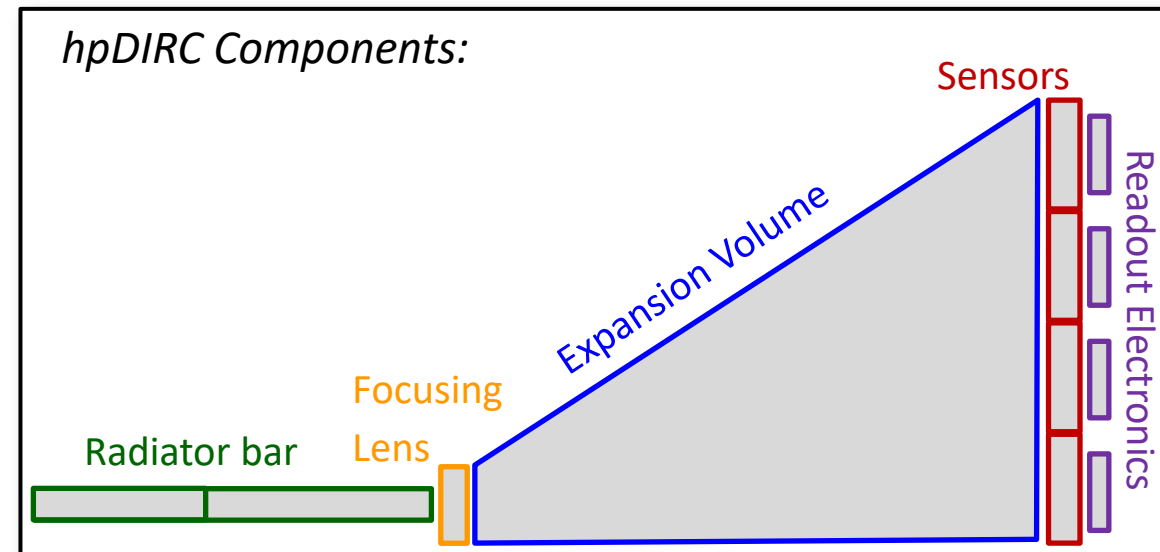 hpDIRC Components:
Sensors
Readout Electronics
Expansion Volume
Focusing
Lens
Radiator bar